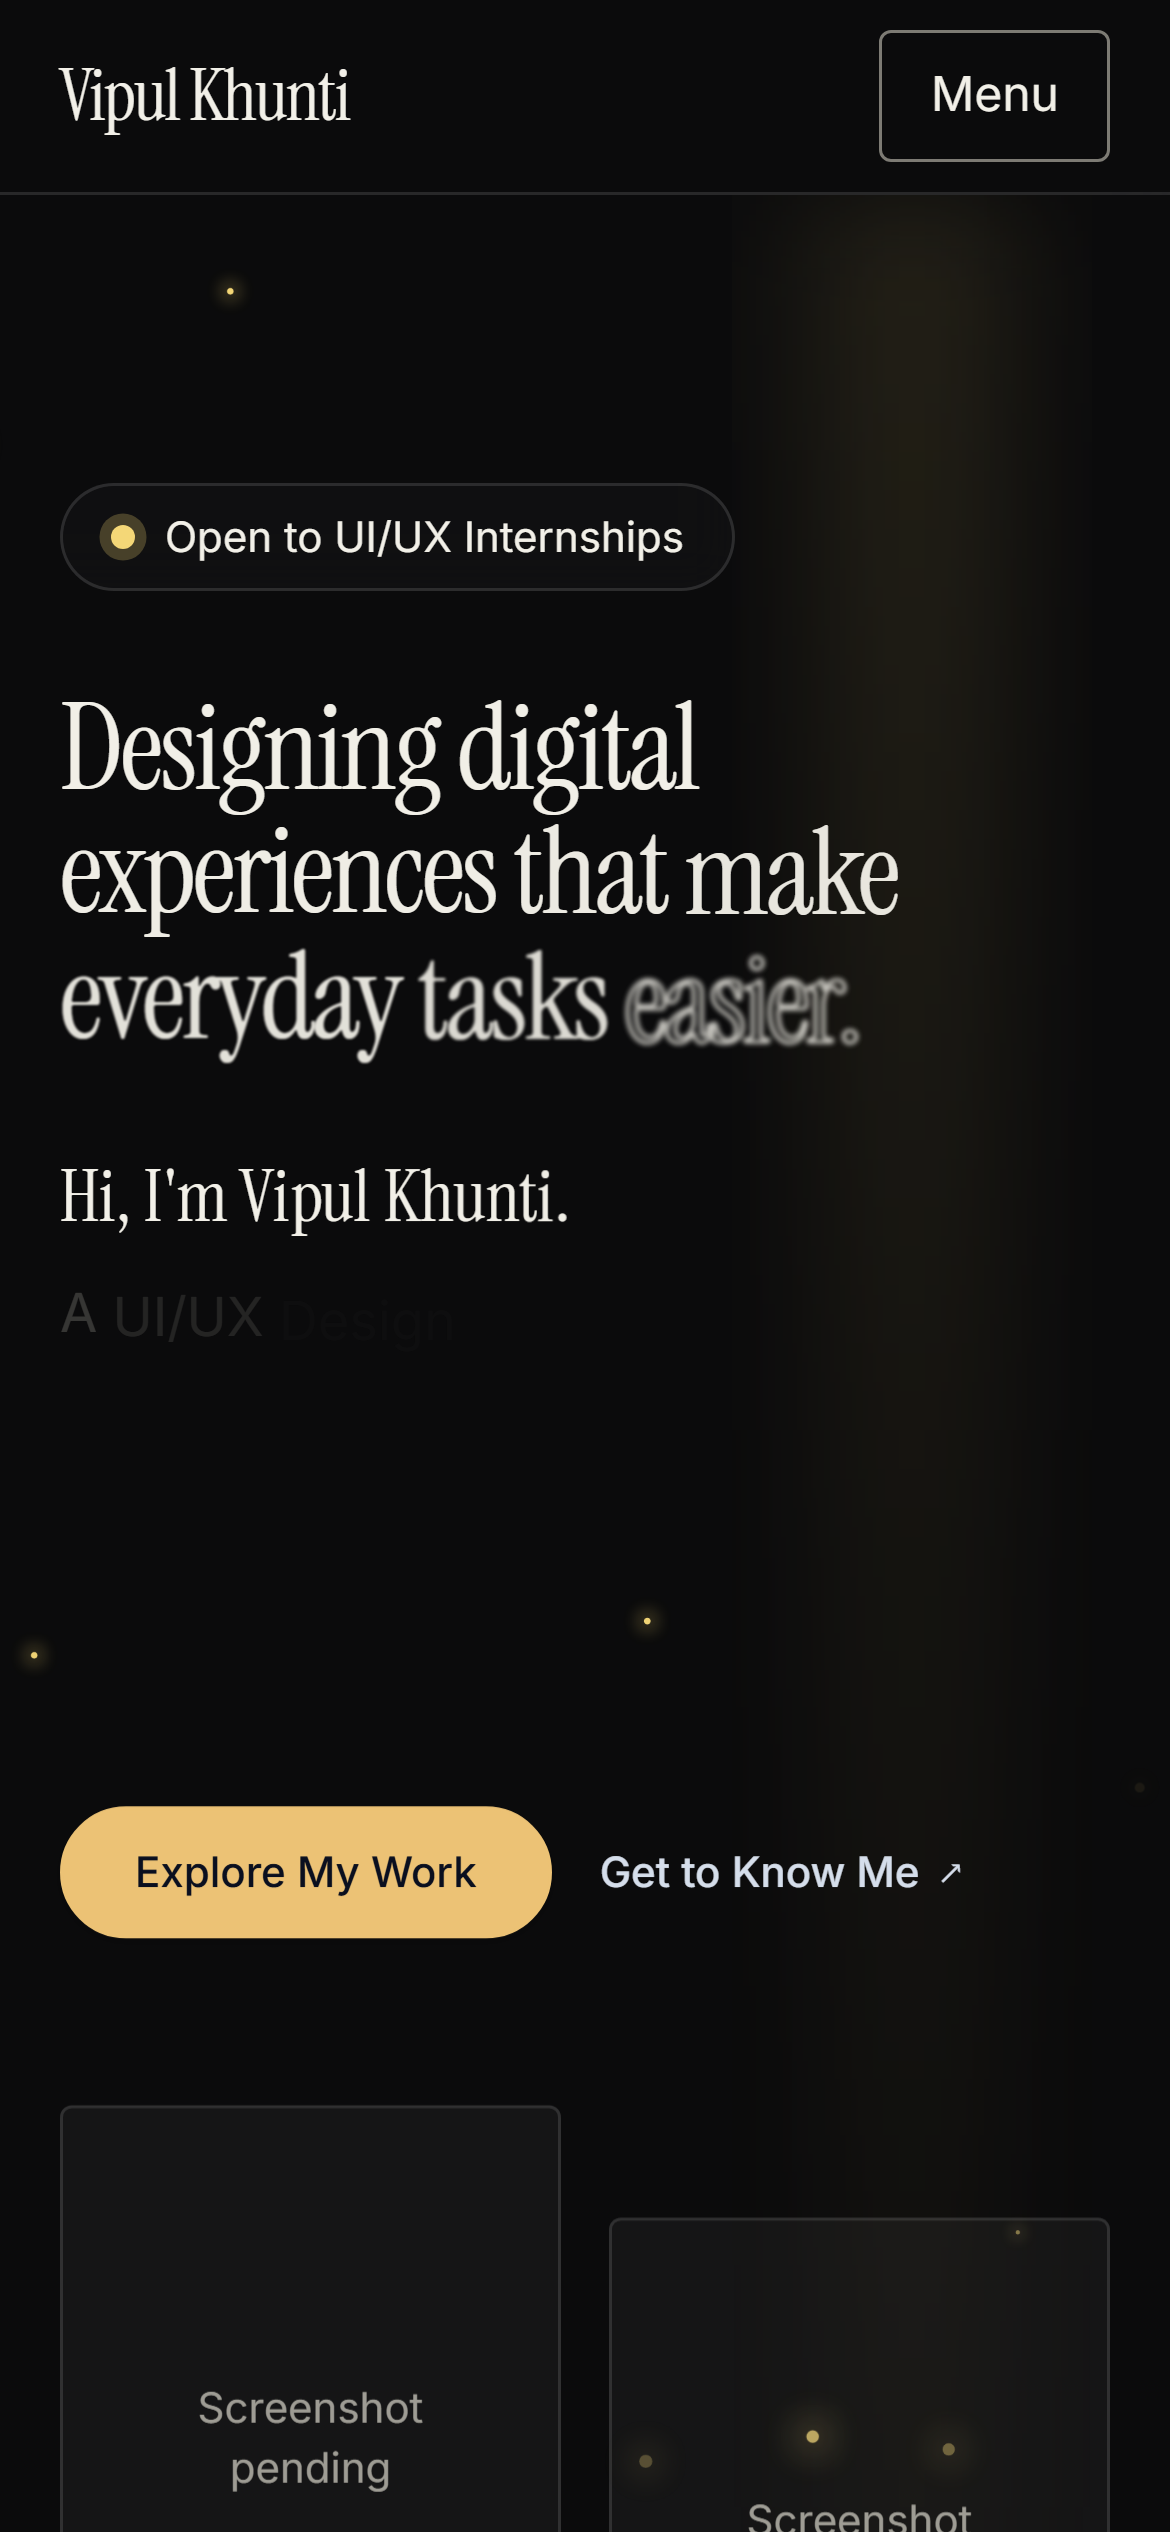 Vipul Khunti
Menu
Open to UI/UX Internships
Designing digital
experiences that make
everyday tasks easier.
Hi, I'm Vipul Khunti.
A UI/UX Design
Explore My Work
Get to Know Me ↗
Screenshot
pending
Screenshot